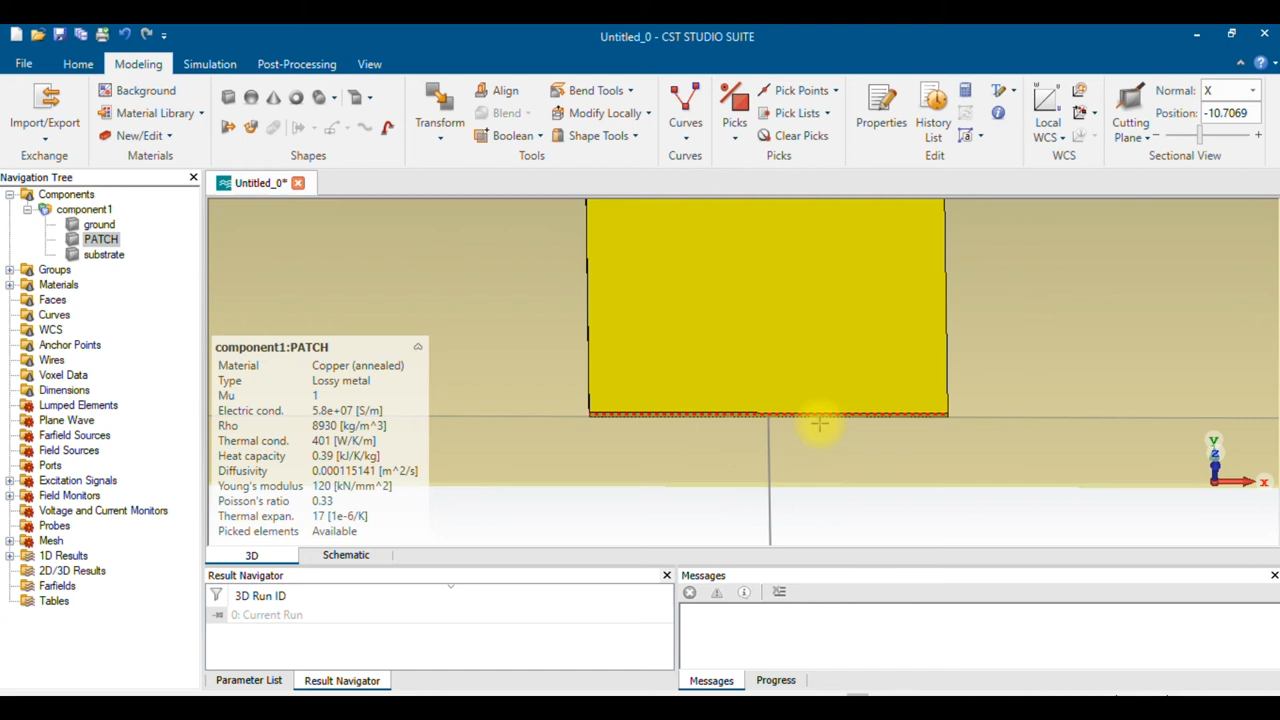 Untitled_0 - CST STUDIO SUITE
File Home Modeling Simulation Post-Processing View
Import/Export
Exchange
Background
Material Library
New/Edit
Materials
Shapes
Transform
Align
Blend
Boolean
Bend Tools
Modify Locally
Shape Tools
Tools
Curves
Curves
Picks
Pick Points
Pick Lists
Clear Picks
Picks
Properties
History List
Edit
Local WCS
WCS
Cutting Plane
Normal: X
Position: -10.7069
Sectional View
Navigation Tree
Components
component1
ground
PATCH
substrate
Groups
Materials
Faces
Curves
WCS
Anchor Points
Wires
Voxel Data
Dimensions
Lumped Elements
Plane Wave
Farfield Sources
Field Sources
Ports
Excitation Signals
Field Monitors
Voltage and Current Monitors
Probes
Mesh
1D Results
2D/3D Results
Farfields
Tables
Untitled_0*
component1:PATCH
Material Copper (annealed)
Type Lossy metal
Mu 1
Electric cond. 5.8e+07 [S/m]
Rho 8930 [kg/m^3]
Thermal cond. 401 [W/K/m]
Heat capacity 0.39 [kJ/K/kg]
Diffusivity 0.000115141 [m^2/s]
Young's modulus 120 [kN/mm^2]
Poisson's ratio 0.33
Thermal expan. 17 [1e-6/K]
Picked elements Available
y
z
x
3D Schematic
Result Navigator
3D Run ID
0: Current Run
Parameter List Result Navigator
Messages
Messages Progress